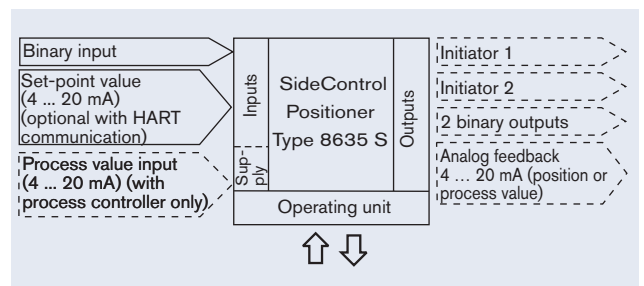 Binary input
Set-point value
(4 ... 20 mA)
(optional with HART
communication)
Process value input
(4 ... 20 mA) (with
process controller only)
Inputs
Sup-
ply
SideControl
Positioner
Type 8635 S
Outputs
Operating unit
Initiator 1
Initiator 2
2 binary outputs
Analog feedback
4 ... 20 mA (position or
process value)